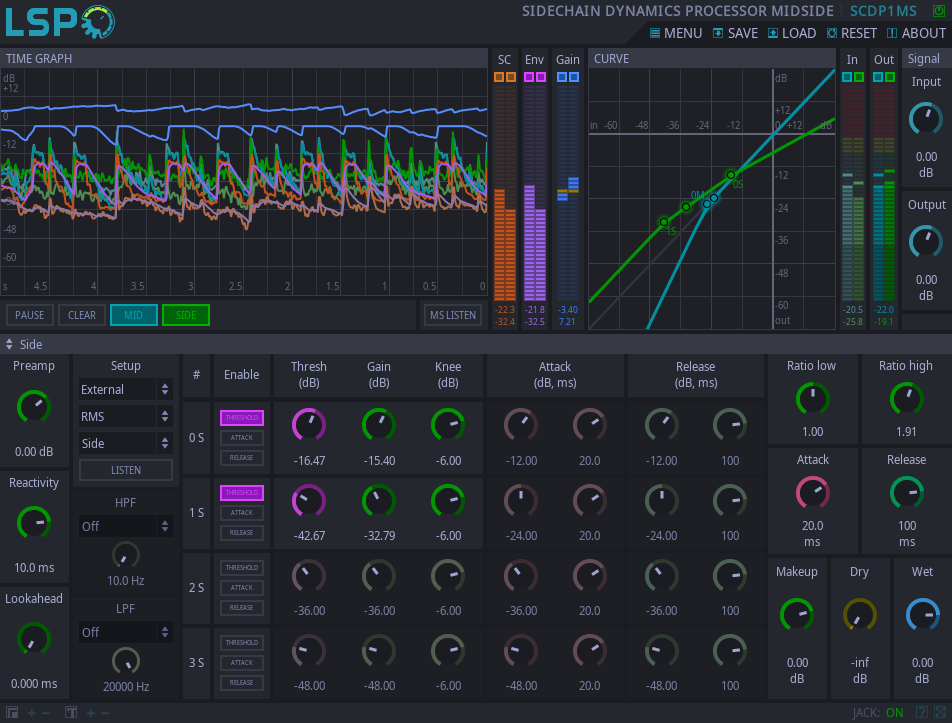 LSP
SIDECHAIN DYNAMICS PROCESSOR MIDSIDE SCDP1MS
MENU SAVE LOAD RESET ABOUT
TIME GRAPH SC Env Gain CURVE In Out Signal
dB
+12
0
-12
-48
-60
s 4.5 4 3.5 3 2.5 2 1.5 1 0.5 0
-22.3 -21.8 -3.40
-32.4 -32.5 7.21
dB
+12
in -60 -48 -36 -24 -12 0 +12 dB
-12
-24
-36
-48
-60
out
0M 0S
1S
-20.5 -22.0
-25.8 -19.1
Input
0.00
dB
Output
0.00
dB
PAUSE CLEAR MID SIDE MS LISTEN
Side
Preamp
0.00 dB
Reactivity
10.0 ms
Lookahead
0.000 ms
Setup
External
RMS
Side
LISTEN
HPF
Off
10.0 Hz
LPF
Off
20000 Hz
# Enable Thresh (dB) Gain (dB) Knee (dB) Attack (dB, ms) Release (dB, ms)
0 S THRESHOLD ATTACK RELEASE -16.47 -15.40 -6.00 -12.00 20.0 -12.00 100
1 S THRESHOLD ATTACK RELEASE -42.67 -32.79 -6.00 -24.00 20.0 -24.00 100
2 S THRESHOLD ATTACK RELEASE -36.00 -36.00 -6.00 -36.00 20.0 -36.00 100
3 S THRESHOLD ATTACK RELEASE -48.00 -48.00 -6.00 -48.00 20.0 -48.00 100
Ratio low Ratio high
1.00 1.91
Attack Release
20.0 100
ms ms
Makeup Dry Wet
0.00 -inf 0.00
dB dB dB
JACK: ON